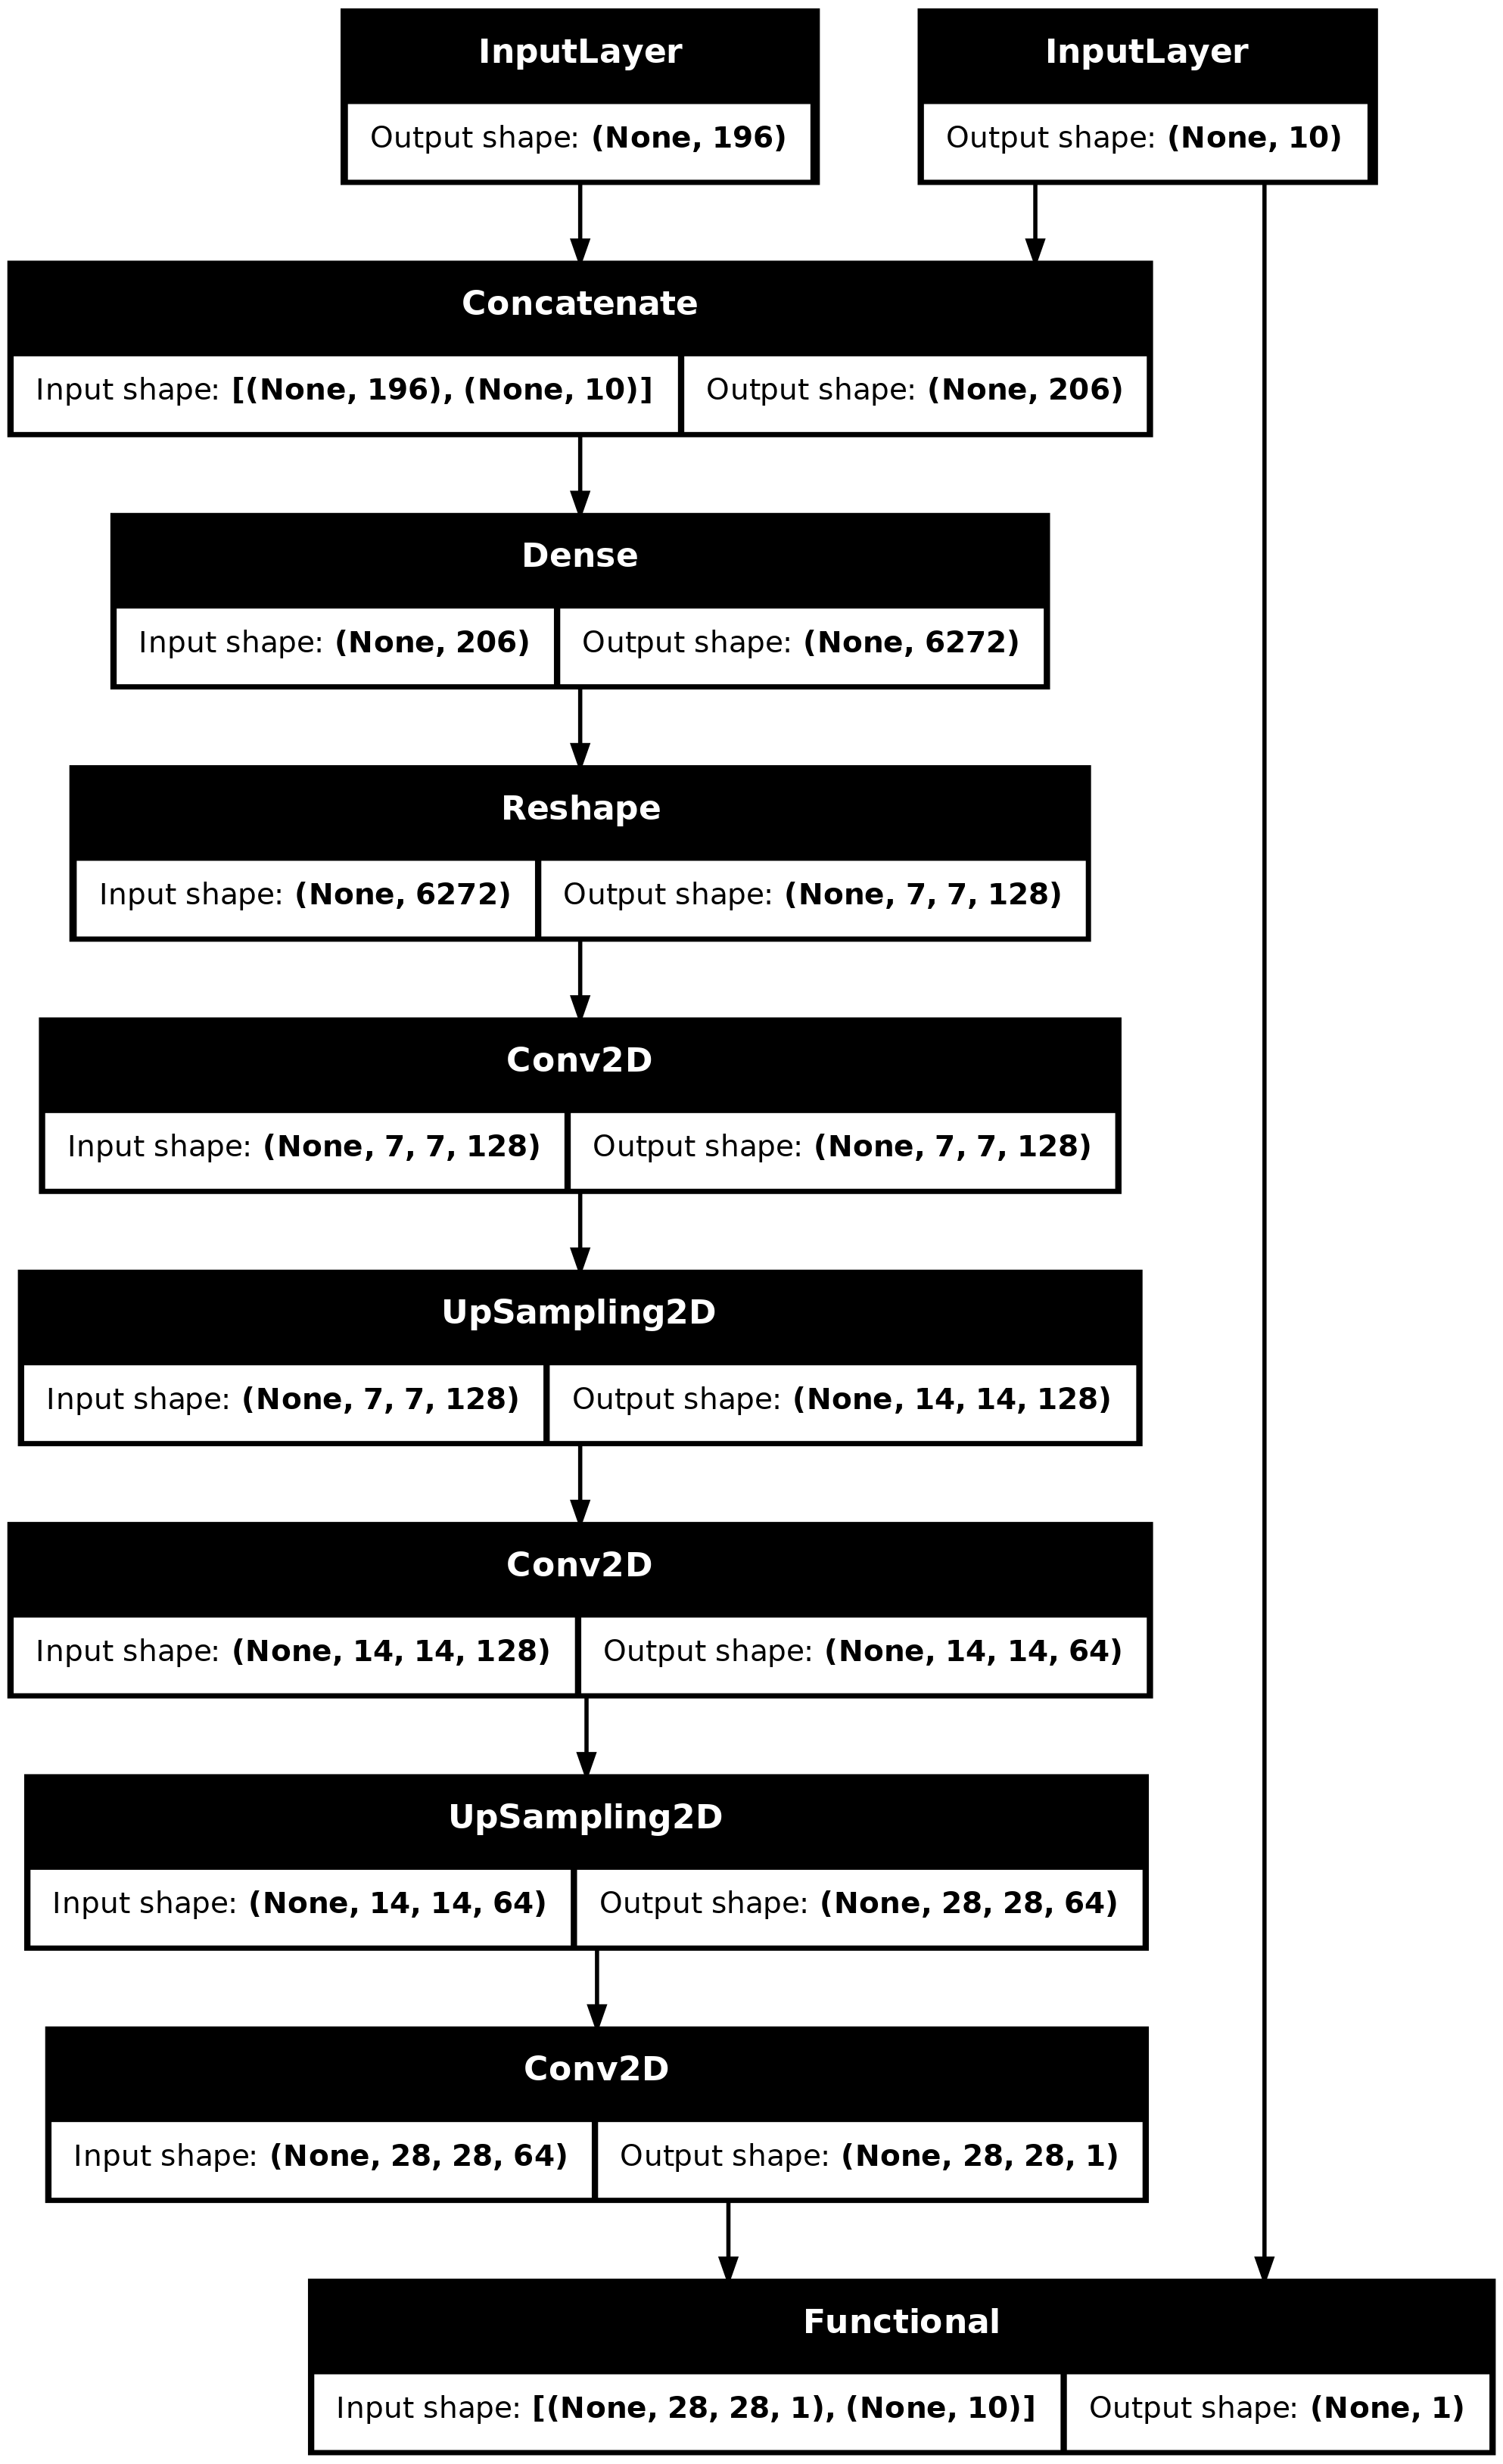 InputLayer
Output shape: (None, 196)
InputLayer
Output shape: (None, 10)
Concatenate
Input shape: [(None, 196), (None, 10)]
Output shape: (None, 206)
Dense
Input shape: (None, 206)
Output shape: (None, 6272)
Reshape
Input shape: (None, 6272)
Output shape: (None, 7, 7, 128)
Conv2D
Input shape: (None, 7, 7, 128)
Output shape: (None, 7, 7, 128)
UpSampling2D
Input shape: (None, 7, 7, 128)
Output shape: (None, 14, 14, 128)
Conv2D
Input shape: (None, 14, 14, 128)
Output shape: (None, 14, 14, 64)
UpSampling2D
Input shape: (None, 14, 14, 64)
Output shape: (None, 28, 28, 64)
Conv2D
Input shape: (None, 28, 28, 64)
Output shape: (None, 28, 28, 1)
Functional
Input shape: [(None, 28, 28, 1), (None, 10)]
Output shape: (None, 1)